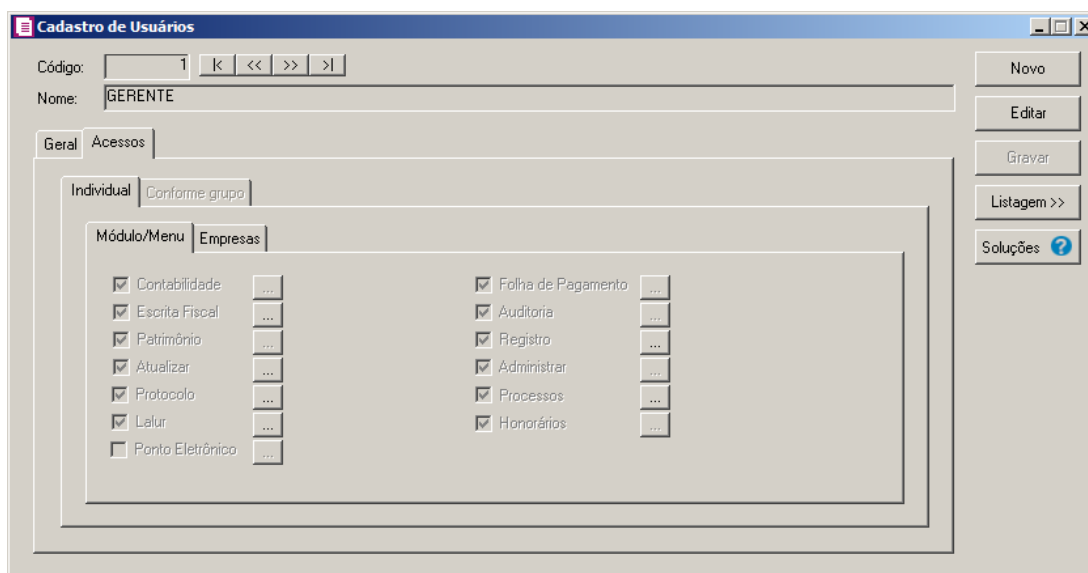 Cadastro de Usuários
Código: 1 |< << >> >|
Nome: GERENTE
Geral Acessos
Individual Conforme grupo
Módulo/Menu Empresas
Contabilidade ... Folha de Pagamento ...
Escrita Fiscal ... Auditoria ...
Patrimônio ... Registro ...
Atualizar ... Administrar ...
Protocolo ... Processos ...
Lalur ... Honorários ...
Ponto Eletrônico ...
Novo
Editar
Gravar
Listagem >>
Soluções ?